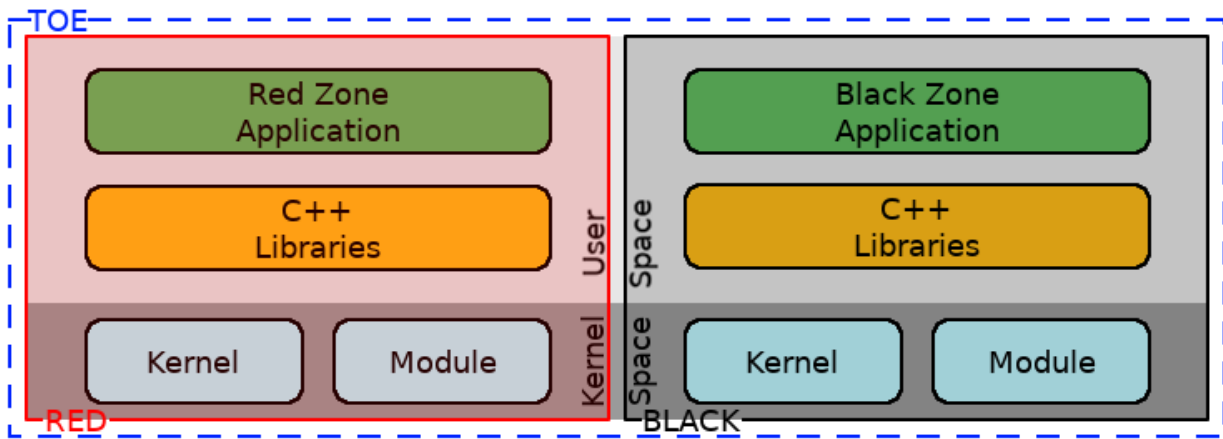 TOE
Red Zone
Application
C++
Libraries
User
Kernel
Kernel
Module
RED
Black Zone
Application
C++
Libraries
Space
Space
Kernel
Module
BLACK